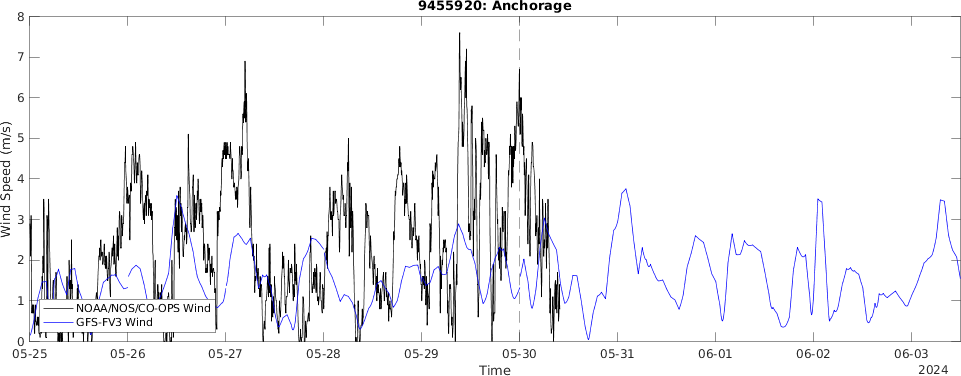 9455920: Anchorage
8
7
6
5
4
3
2
1
0
Wind Speed (m/s)
NOAA/NOS/CO-OPS Wind
GFS-FV3 Wind
05-25 05-26 05-27 05-28 05-29 05-30 05-31 06-01 06-02 06-03
Time
2024